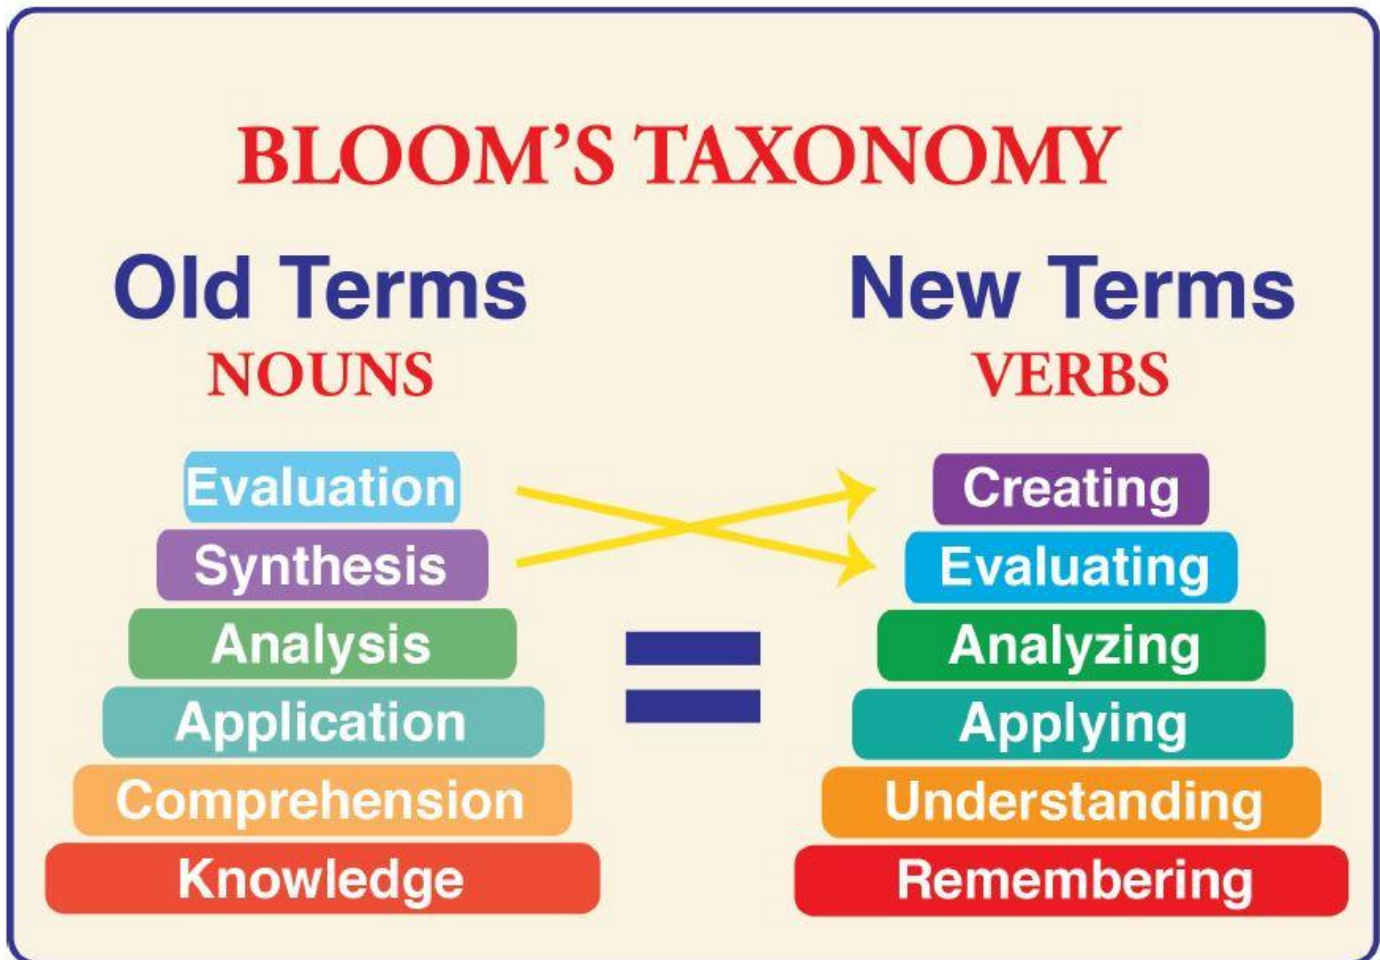 BLOOM’S TAXONOMY
Old Terms
NOUNS
Evaluation
Synthesis
Analysis
Application
Comprehension
Knowledge
=
New Terms
VERBS
Creating
Evaluating
Analyzing
Applying
Understanding
Remembering